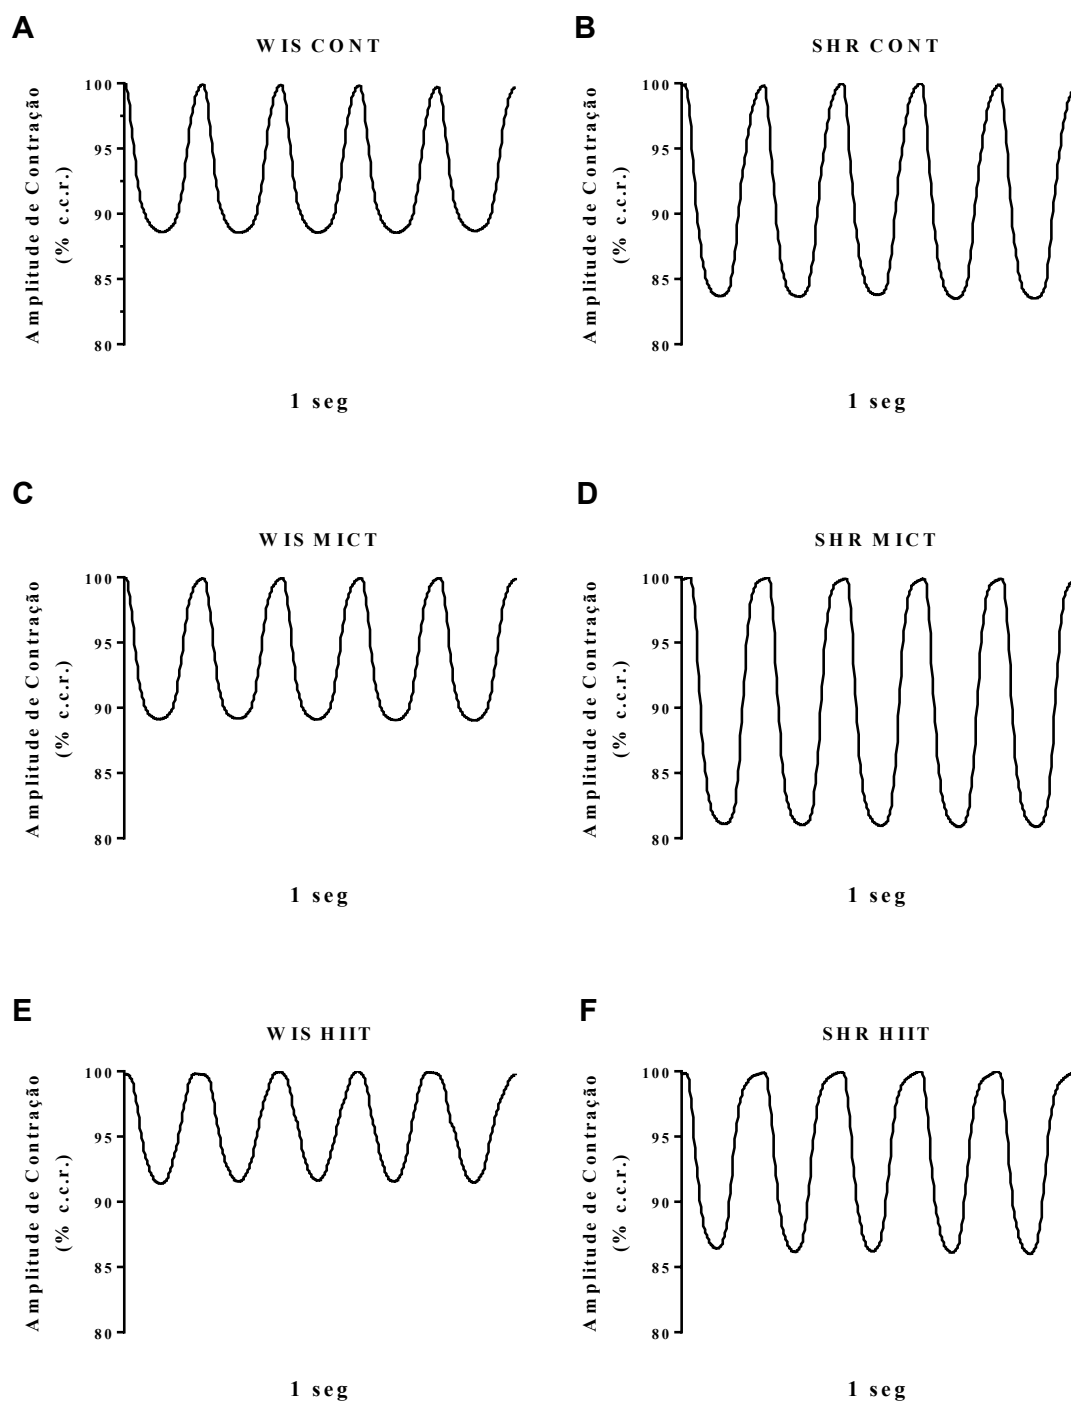 A
WIS CONT
Amplitude de Contração
(% c.c.r.)
100
95
90
85
80
1 seg
B
SHR CONT
Amplitude de Contração
(% c.c.r.)
100
95
90
85
80
1 seg
C
WIS MICT
Amplitude de Contração
(% c.c.r.)
100
95
90
85
80
1 seg
D
SHR MICT
Amplitude de Contração
(% c.c.r.)
100
95
90
85
80
1 seg
E
WIS HIIT
Amplitude de Contração
(% c.c.r.)
100
95
90
85
80
1 seg
F
SHR HIIT
Amplitude de Contração
(% c.c.r.)
100
95
90
85
80
1 seg